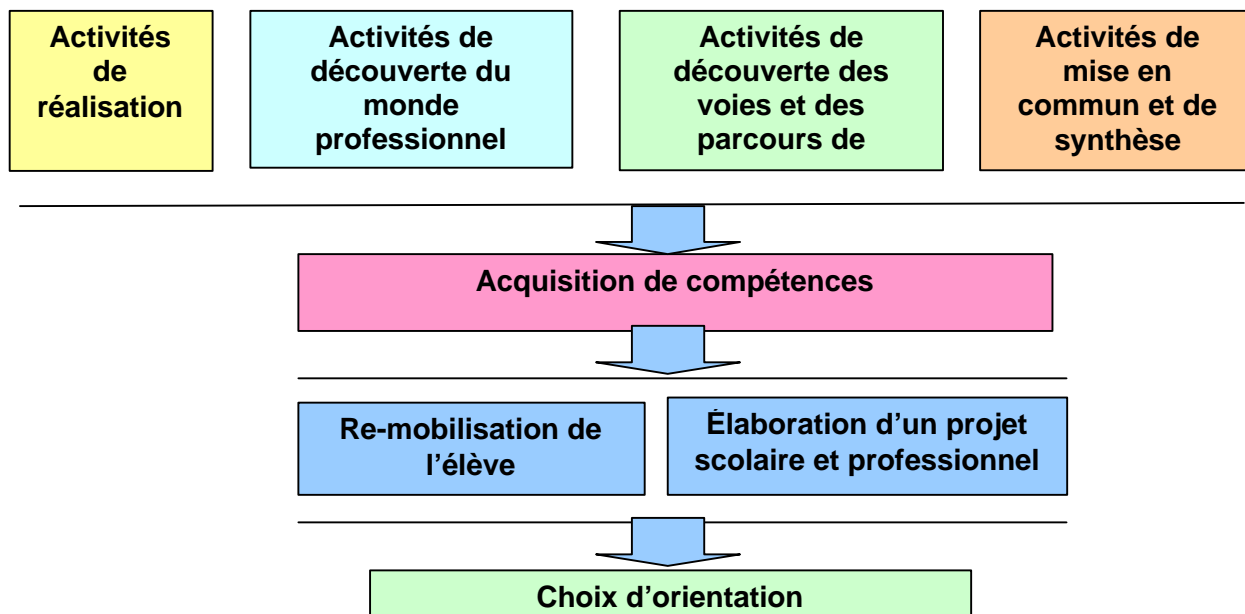 Activités
de
réalisation
Activités de
découverte du
monde
professionnel
Activités de
découverte des
voies et des
parcours de
Activités de
mise en
commun et de
synthèse
Acquisition de compétences
Re-mobilisation de
l’élève
Élaboration d’un projet
scolaire et professionnel
Choix d’orientation